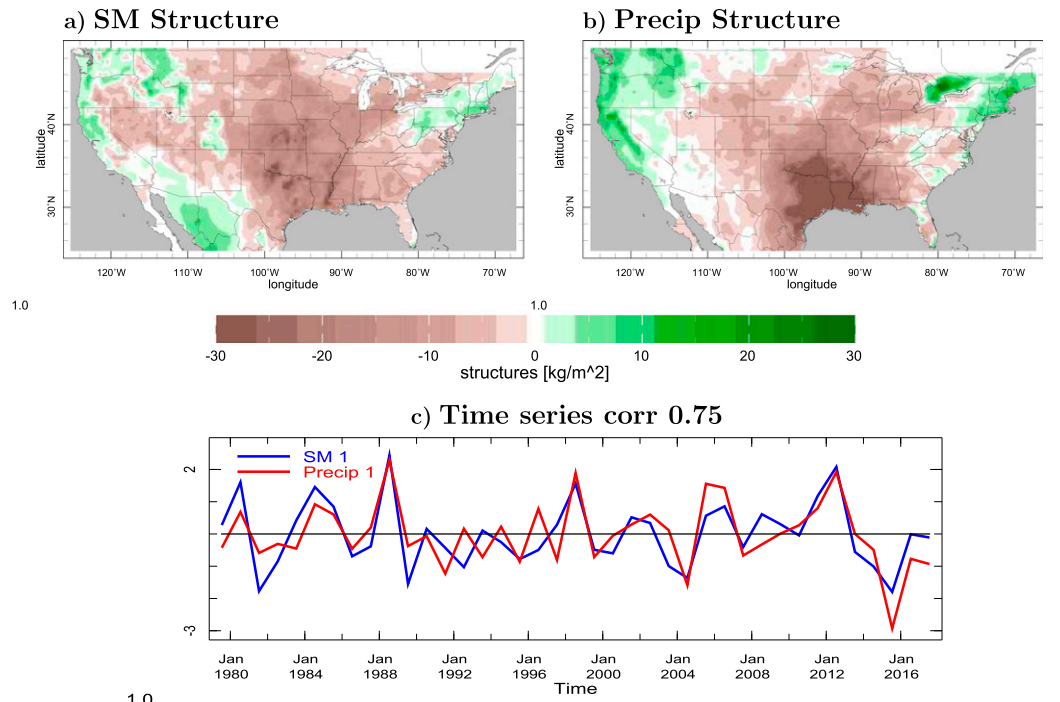 a) SM Structure
b) Precip Structure
latitude
40°N
30°N
120°W 110°W 100°W 90°W 80°W 70°W
longitude
latitude
40°N
30°N
120°W 110°W 100°W 90°W 80°W 70°W
longitude
1.0
1.0
-30 -20 -10 0 10 20 30
structures [kg/m^2]
c) Time series corr 0.75
SM 1
Precip 1
2
-3
Jan 1980
Jan 1984
Jan 1988
Jan 1992
Jan 1996
Jan 2000
Jan 2004
Jan 2008
Jan 2012
Jan 2016
Time
1.0